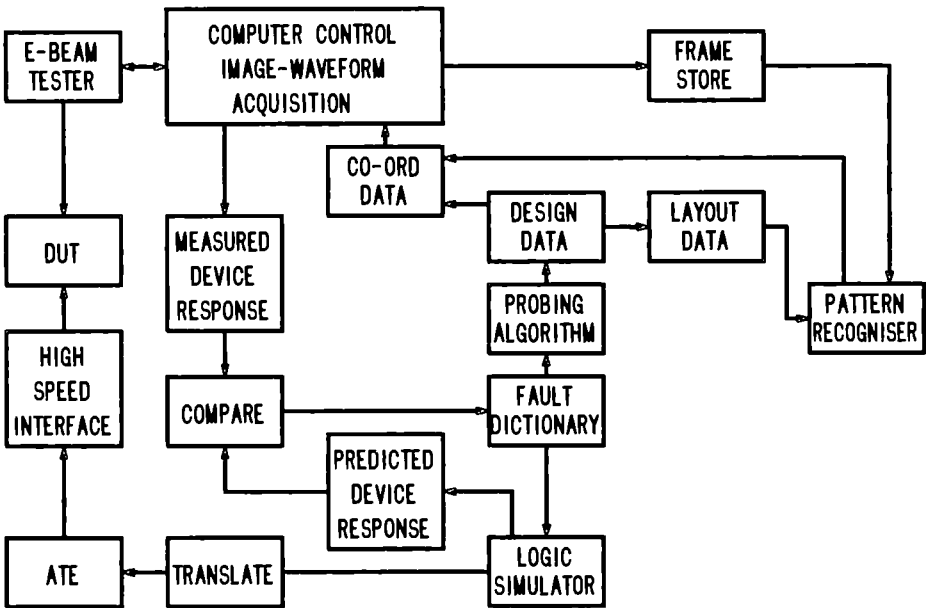 E-BEAM
TESTER
COMPUTER CONTROL
IMAGE-WAVEFORM
ACQUISITION
FRAME
STORE
CO-ORD
DATA
DESIGN
DATA
LAYOUT
DATA
DUT
MEASURED
DEVICE
RESPONSE
PROBING
ALGORITHM
PATTERN
RECOGNISER
HIGH
SPEED
INTERFACE
COMPARE
FAULT
DICTIONARY
PREDICTED
DEVICE
RESPONSE
ATE
TRANSLATE
LOGIC
SIMULATOR